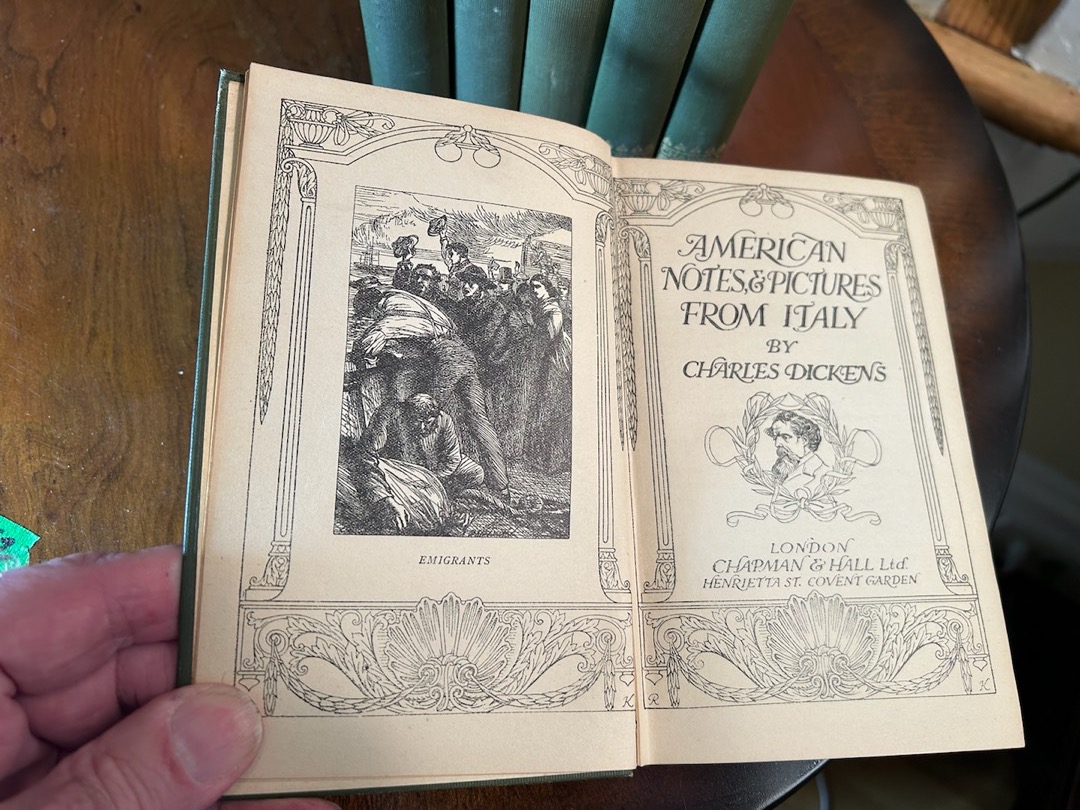 EMIGRANTS
AMERICAN
NOTES, & PICTURES
FROM ITALY
BY
CHARLES DICKENS
LONDON
CHAPMAN & HALL Ltd.
HENRIETTA ST. COVENT GARDEN
K
R
K